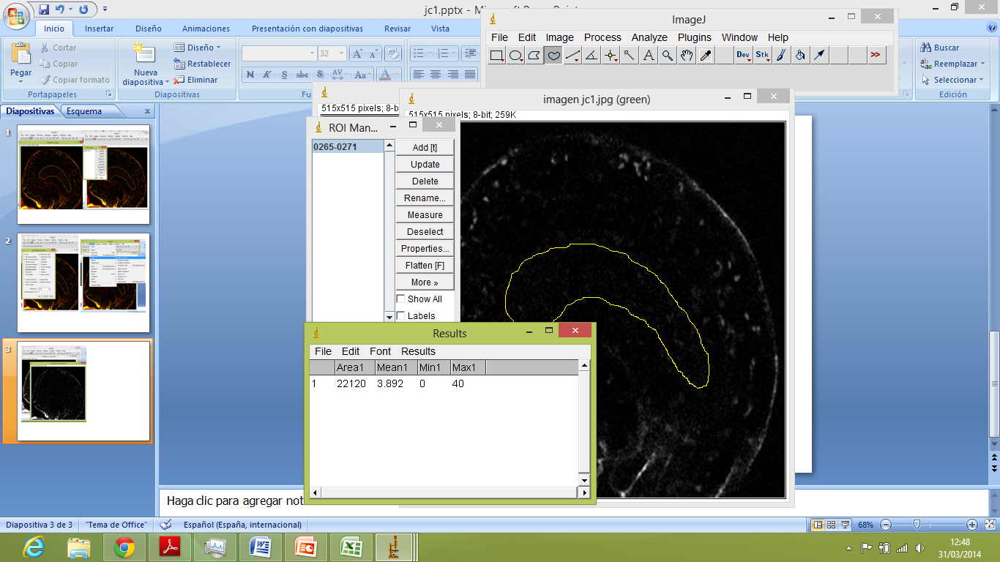 jc1.pptx - Microsoft PowerPoint
Inicio
Insertar
Diseño
Animaciones
Presentación con diapositivas
Revisar
Vista
Pegar
Cortar
Copiar
Copiar formato
Portapapeles
Nueva
diapositiva
Diseño
Restablecer
Eliminar
Diapositivas
32
N K S abc S AV Aa A
Fu
Buscar
Reemplazar
Seleccionar
Edición
ImageJ
File Edit Image Process Analyze Plugins Window Help
A Dev Stk >>
Diapositivas
Esquema
x
1
2
3
515x515 pixels; 8-b
imagen jc1.jpg (green)
515x515 pixels; 8-bit; 259K
ROI Man...
0265-0271
Add [t]
Update
Delete
Rename...
Measure
Deselect
Properties...
Flatten [F]
More »
Show All
Labels
Results
File Edit Font Results
Area1 Mean1 Min1 Max1
1 22120 3.892 0 40
Haga clic para agregar not
Diapositiva 3 de 3
"Tema de Office"
Español (España, internacional)
68%
12:48
31/03/2014